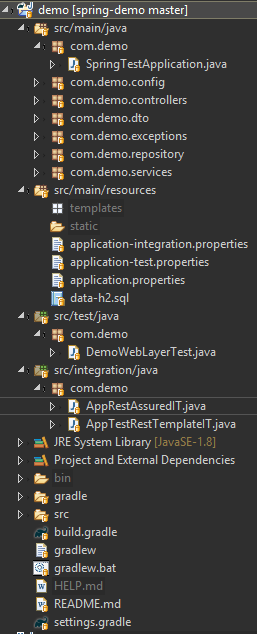 demo [spring-demo master]
src/main/java
com.demo
SpringTestApplication.java
com.demo.config
com.demo.controllers
com.demo.dto
com.demo.exceptions
com.demo.repository
com.demo.services
src/main/resources
templates
static
application-integration.properties
application-test.properties
application.properties
data-h2.sql
src/test/java
com.demo
DemoWebLayerTest.java
src/integration/java
com.demo
AppRestAssuredIT.java
AppTestRestTemplateIT.java
JRE System Library [JavaSE-1.8]
Project and External Dependencies
bin
gradle
src
build.gradle
gradlew
gradlew.bat
HELP.md
README.md
settings.gradle